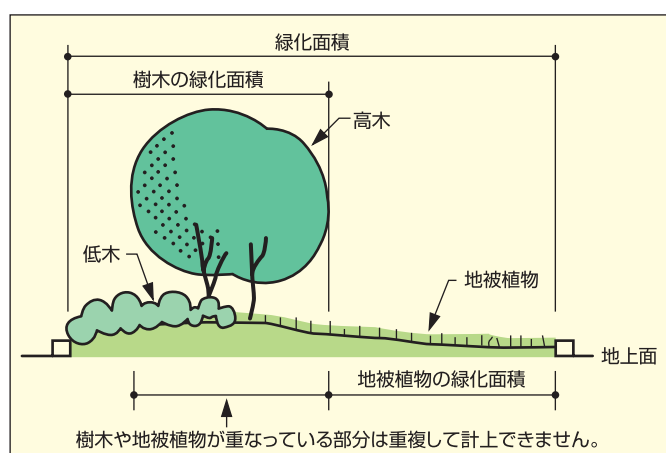 緑化面積
樹木の緑化面積
高木
低木
地被植物
地上面
地被植物の緑化面積
樹木や地被植物が重なっている部分は重複して計上できません。